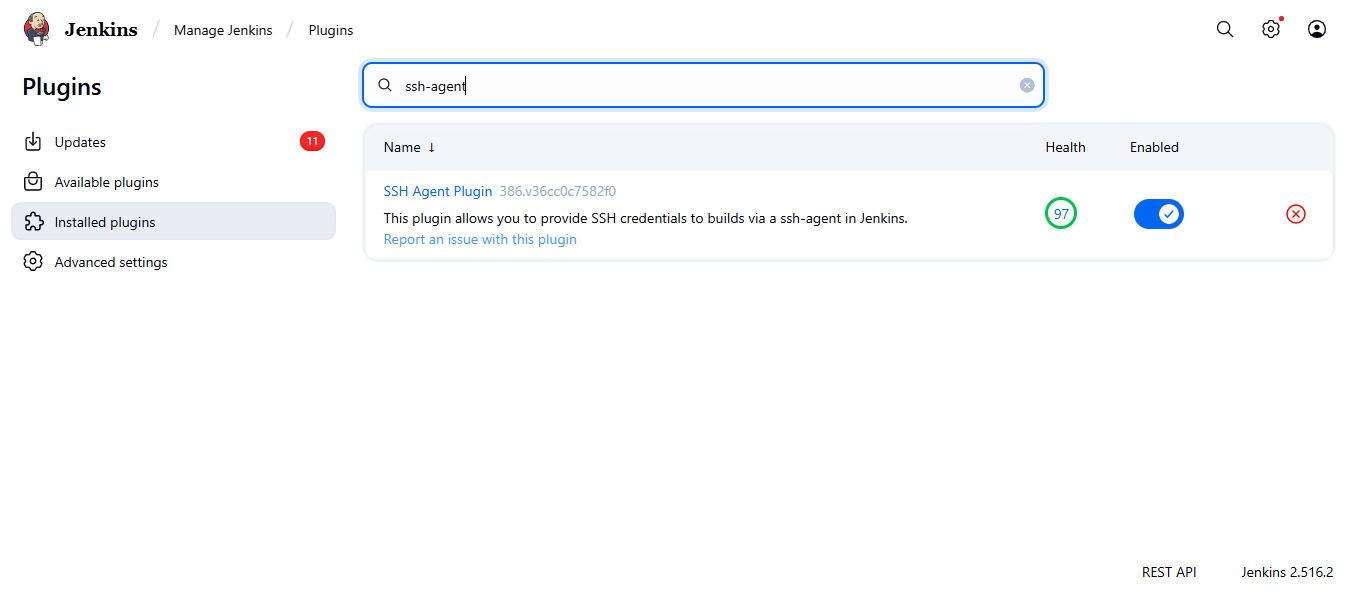 Jenkins / Manage Jenkins / Plugins
Plugins
ssh-agent
Updates 11
Available plugins
Installed plugins
Advanced settings
Name ↓ Health Enabled
SSH Agent Plugin 386.v36cc0c7582f0
This plugin allows you to provide SSH credentials to builds via a ssh-agent in Jenkins.
Report an issue with this plugin
97
REST API Jenkins 2.516.2